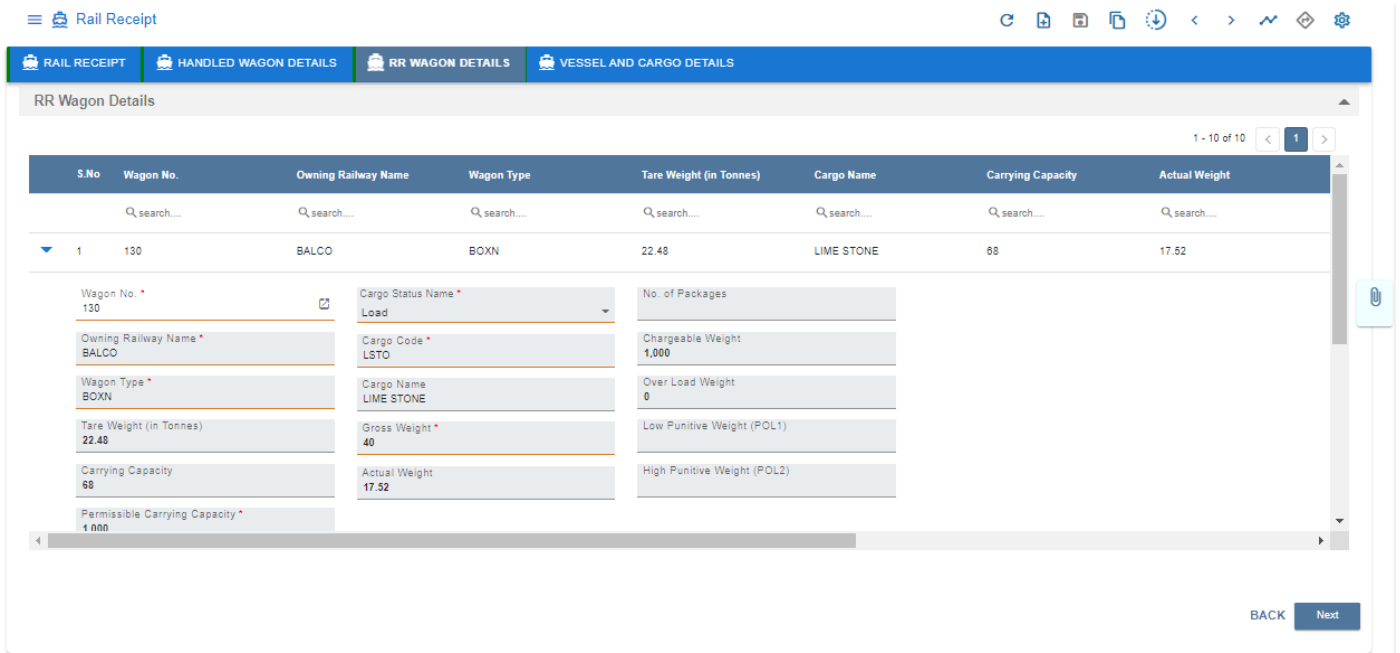 Rail Receipt
RAIL RECEIPT HANDLED WAGON DETAILS RR WAGON DETAILS VESSEL AND CARGO DETAILS
RR Wagon Details
1 - 10 of 10 < 1 >
S.No Wagon No. Owning Railway Name Wagon Type Tare Weight (in Tonnes) Cargo Name Carrying Capacity Actual Weight
search.... search.... search.... search.... search.... search.... search....
1 130 BALCO BOXN 22.48 LIME STONE 68 17.52
Wagon No. * Cargo Status Name * No. of Packages
130 Load
Owning Railway Name * Cargo Code * Chargeable Weight
BALCO LSTO 1,000
Wagon Type * Cargo Name Over Load Weight
BOXN LIME STONE 0
Tare Weight (in Tonnes) Gross Weight * Low Punitive Weight (POL1)
22.48 40
Carrying Capacity Actual Weight High Punitive Weight (POL2)
68 17.52
Permissible Carrying Capacity *
1,000
BACK Next